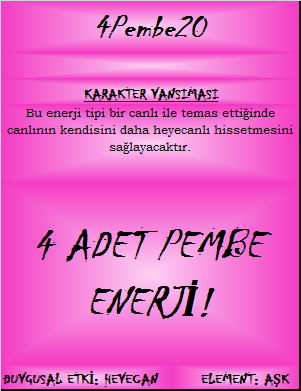 4Pembe20
KARAKTER YANSIMASI
Bu enerji tipi bir canlı ile temas ettiğinde
canlının kendisini daha heyecanlı hissetmesini
sağlayacaktır.
4 ADET PEMBE
ENERJİ!
DUYGUSAL ETKİ: HEYECAN ELEMENT: AŞK